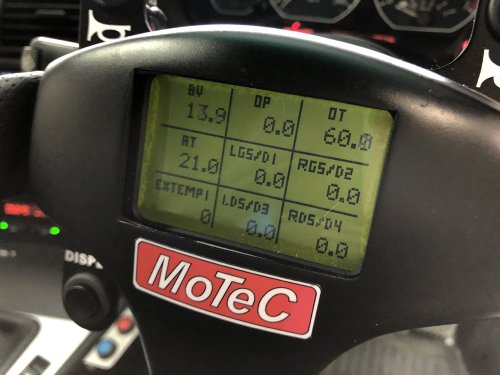 BV OP OT
13.9 0.0 60.0
AT LGS/D1 RGS/D2
21.0 0.0 0.0
EXTEMP1 LDS/D3 RDS/D4
0 0.0 0.0
DISP
MoTeC